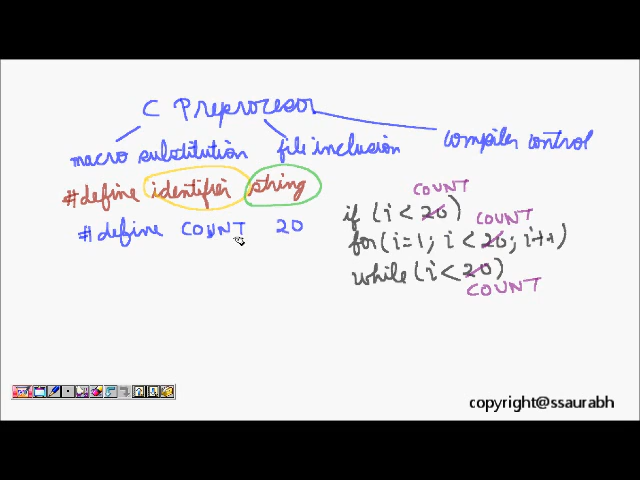 C Preprocesor
macro substitution file inclusion compiler control
#define identifier string
#define COUNT 20
COUNT
if (i < 20)
COUNT
for(i=1; i < 20; i++)
while (i < 20)
COUNT
copyright@ssaurabh